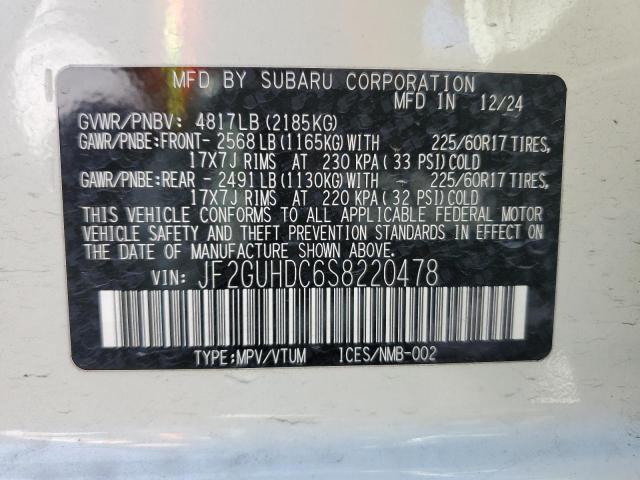 MFD BY SUBARU CORPORATION
MFD IN 12/24
GVWR/PNBV: 4817LB (2185KG)
GAWR/PNBE:FRONT- 2568 LB (1165KG) WITH 225/60R17 TIRES,
17X7J RIMS AT 230 KPA ( 33 PSI) COLD
GAWR/PNBE:REAR - 2491 LB (1130KG) WITH 225/60R17 TIRES,
17X7J RIMS AT 220 KPA ( 32 PSI) COLD
THIS VEHICLE CONFORMS TO ALL APPLICABLE FEDERAL MOTOR
VEHICLE SAFETY AND THEFT PREVENTION STANDARDS IN EFFECT ON
THE DATE OF MANUFACTURE SHOWN ABOVE.
VIN: JF2GUHDC6S8220478
TYPE:MPV/VTUM ICES/NMB-002